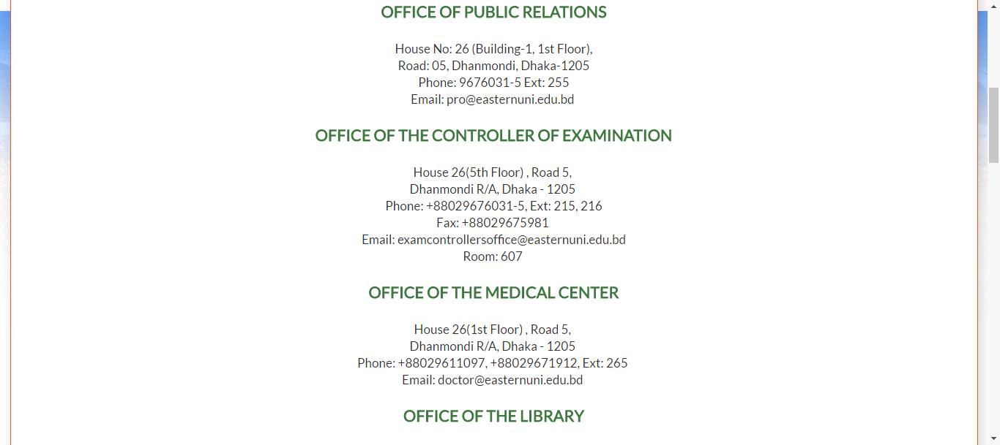 OFFICE OF PUBLIC RELATIONS
House No: 26 (Building-1, 1st Floor),
Road: 05, Dhanmondi, Dhaka-1205
Phone: 9676031-5 Ext: 255
Email: pro@easternuni.edu.bd
OFFICE OF THE CONTROLLER OF EXAMINATION
House 26(5th Floor) , Road 5,
Dhanmondi R/A, Dhaka - 1205
Phone: +88029676031-5, Ext: 215, 216
Fax: +88029675981
Email: examcontrollersoffice@easternuni.edu.bd
Room: 607
OFFICE OF THE MEDICAL CENTER
House 26(1st Floor) , Road 5,
Dhanmondi R/A, Dhaka - 1205
Phone: +88029611097, +88029671912, Ext: 265
Email: doctor@easternuni.edu.bd
OFFICE OF THE LIBRARY